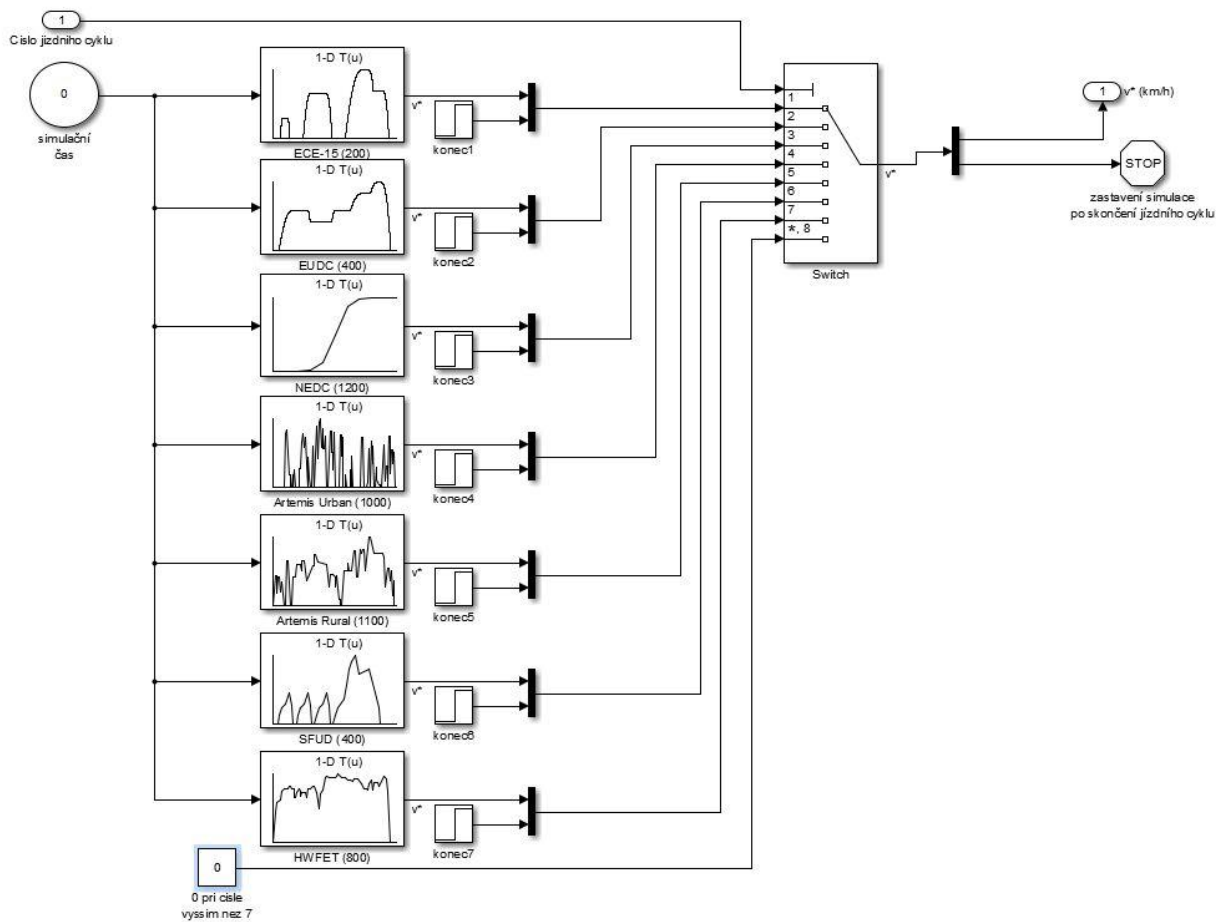 1
Cislo jizdniho cyklu
0
simulační
čas
1-D T(u)
v*
ECE-15 (200)
konec1
1-D T(u)
v*
EUDC (400)
konec2
1-D T(u)
v*
NEDC (1200)
konec3
1-D T(u)
v*
Artemis Urban (1000)
konec4
1-D T(u)
v*
Artemis Rural (1100)
konec5
1-D T(u)
v*
SFUD (400)
konec6
1-D T(u)
v*
HWFET (800)
konec7
0
0 pri cisle
vyssim nez 7
1
2
3
4
5
6
7
*, 8
Switch
v*
1
v* (km/h)
STOP
zastavení simulace
po skončení jízdního cyklu